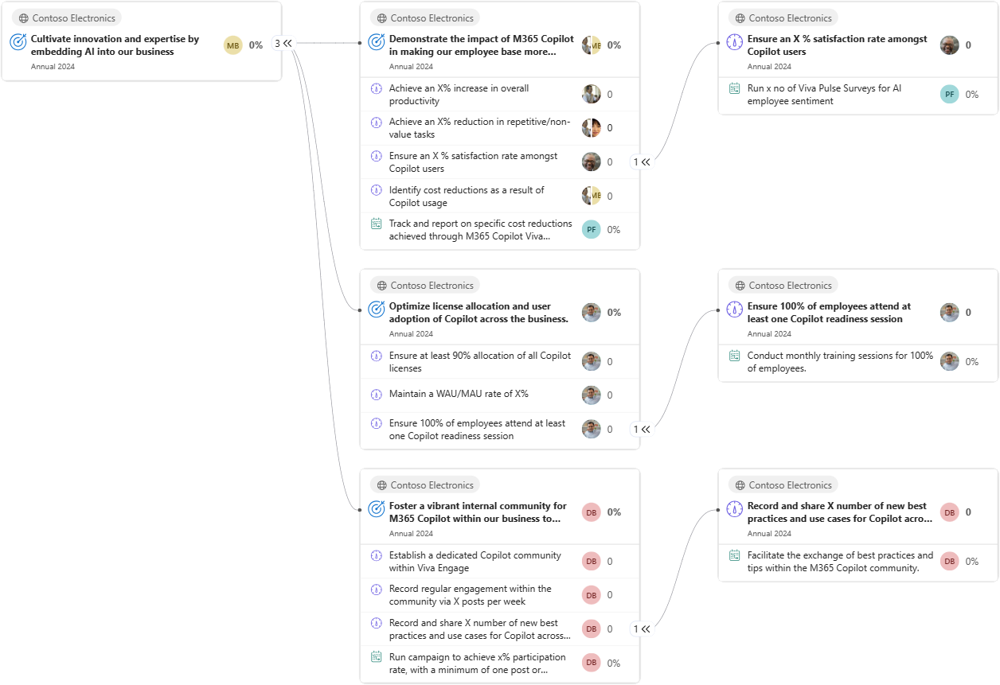 Contoso Electronics
Cultivate innovation and expertise by
embedding AI into our business
Annual 2024
MB
0%
3
Contoso Electronics
Demonstrate the impact of M365 Copilot
in making our employee base more...
Annual 2024
MB
0%
Achieve an X% increase in overall
productivity
0
Achieve an X% reduction in repetitive/non-
value tasks
0
Ensure an X % satisfaction rate amongst
Copilot users
0
1
Identify cost reductions as a result of
Copilot usage
MB
0
Track and report on specific cost reductions
achieved through M365 Copilot Viva...
PF
0%
Contoso Electronics
Ensure an X % satisfaction rate amongst
Copilot users
Annual 2024
0
Run x no of Viva Pulse Surveys for AI
employee sentiment
PF
0%
Contoso Electronics
Optimize license allocation and user
adoption of Copilot across the business.
Annual 2024
0%
Ensure at least 90% allocation of all Copilot
licenses
0
Maintain a WAU/MAU rate of X%
0
Ensure 100% of employees attend at least
one Copilot readiness session
0
1
Contoso Electronics
Ensure 100% of employees attend at
least one Copilot readiness session
Annual 2024
0
Conduct monthly training sessions for 100%
of employees.
0%
Contoso Electronics
Foster a vibrant internal community for
M365 Copilot within our business to...
Annual 2024
DB
0%
Establish a dedicated Copilot community
within Viva Engage
DB
0
Record regular engagement within the
community via X posts per week
DB
0
Record and share X number of new best
practices and use cases for Copilot across...
DB
0
1
Run campaign to achieve x% participation
rate, with a minimum of one post or...
DB
0%
Contoso Electronics
Record and share X number of new best
practices and use cases for Copilot acro...
Annual 2024
DB
0
Facilitate the exchange of best practices and
tips within the M365 Copilot community.
DB
0%